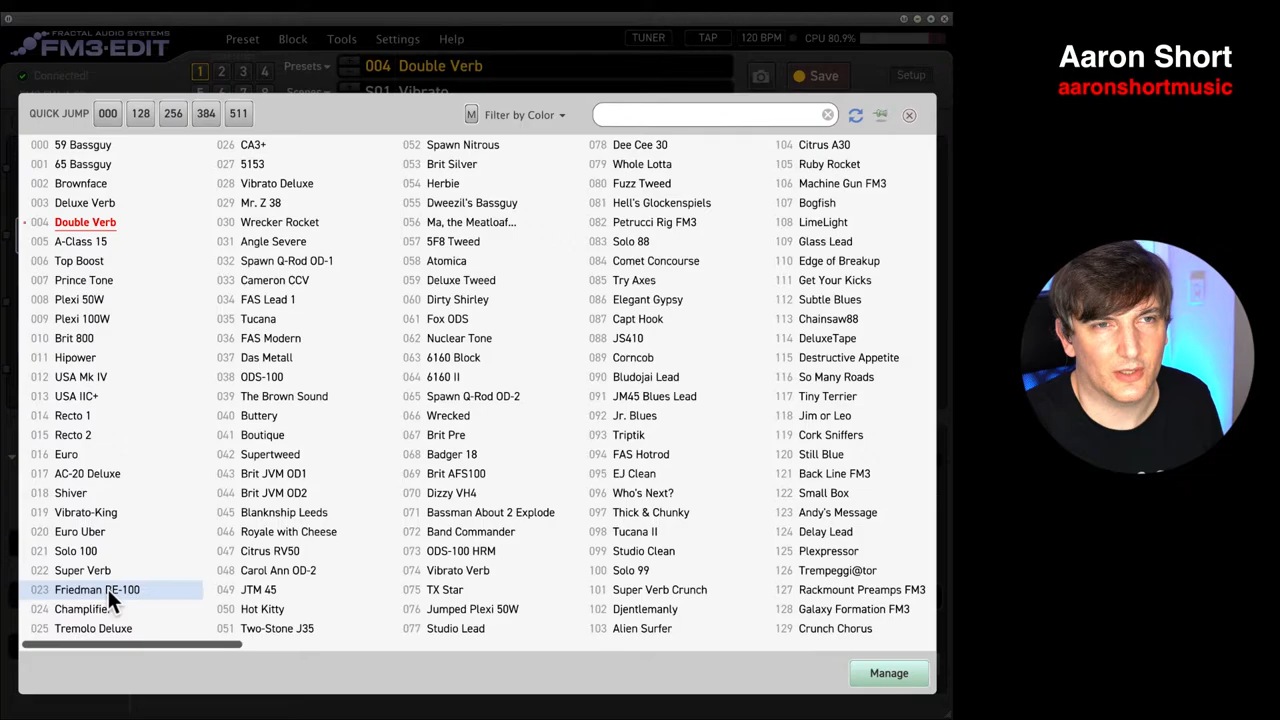 FRACTAL AUDIO SYSTEMS
FM3-EDIT
Preset Block Tools Settings Help
TUNER TAP 120 BPM CPU 80.9%
Connected!
1 2 3 4 Presets 004 Double Verb Save Setup
Scenes S01 Vibrato
QUICK JUMP 000 128 256 384 511 M Filter by Color
000 59 Bassguy
001 65 Bassguy
002 Brownface
003 Deluxe Verb
004 Double Verb
005 A-Class 15
006 Top Boost
007 Prince Tone
008 Plexi 50W
009 Plexi 100W
010 Brit 800
011 Hipower
012 USA Mk IV
013 USA IIC+
014 Recto 1
015 Recto 2
016 Euro
017 AC-20 Deluxe
018 Shiver
019 Vibrato-King
020 Euro Uber
021 Solo 100
022 Super Verb
023 Friedman BE-100
024 Champlifier
025 Tremolo Deluxe
026 CA3+
027 5153
028 Vibrato Deluxe
029 Mr. Z 38
030 Wrecker Rocket
031 Angle Severe
032 Spawn Q-Rod OD-1
033 Cameron CCV
034 FAS Lead 1
035 Tucana
036 FAS Modern
037 Das Metall
038 ODS-100
039 The Brown Sound
040 Buttery
041 Boutique
042 Supertweed
043 Brit JVM OD1
044 Brit JVM OD2
045 Blanknship Leeds
046 Royale with Cheese
047 Citrus RV50
048 Carol Ann OD-2
049 JTM 45
050 Hot Kitty
051 Two-Stone J35
052 Spawn Nitrous
053 Brit Silver
054 Herbie
055 Dweezil's Bassguy
056 Ma, the Meatloaf...
057 5F8 Tweed
058 Atomica
059 Deluxe Tweed
060 Dirty Shirley
061 Fox ODS
062 Nuclear Tone
063 6160 Block
064 6160 II
065 Spawn Q-Rod OD-2
066 Wrecked
067 Brit Pre
068 Badger 18
069 Brit AFS100
070 Dizzy VH4
071 Bassman About 2 Explode
072 Band Commander
073 ODS-100 HRM
074 Vibrato Verb
075 TX Star
076 Jumped Plexi 50W
077 Studio Lead
078 Dee Cee 30
079 Whole Lotta
080 Fuzz Tweed
081 Hell's Glockenspiels
082 Petrucci Rig FM3
083 Solo 88
084 Comet Concourse
085 Try Axes
086 Elegant Gypsy
087 Capt Hook
088 JS410
089 Corncob
090 Bludojai Lead
091 JM45 Blues Lead
092 Jr. Blues
093 Triptik
094 FAS Hotrod
095 EJ Clean
096 Who's Next?
097 Thick & Chunky
098 Tucana II
099 Studio Clean
100 Solo 99
101 Super Verb Crunch
102 Djentlemanly
103 Alien Surfer
104 Citrus A30
105 Ruby Rocket
106 Machine Gun FM3
107 Bogfish
108 LimeLight
109 Glass Lead
110 Edge of Breakup
111 Get Your Kicks
112 Subtle Blues
113 Chainsaw88
114 DeluxeTape
115 Destructive Appetite
116 So Many Roads
117 Tiny Terrier
118 Jim or Leo
119 Cork Sniffers
120 Still Blue
121 Back Line FM3
122 Small Box
123 Andy's Message
124 Delay Lead
125 Plexpressor
126 Trempeggi@tor
127 Rackmount Preamps FM3
128 Galaxy Formation FM3
129 Crunch Chorus
Manage
Aaron Short
aaronshortmusic